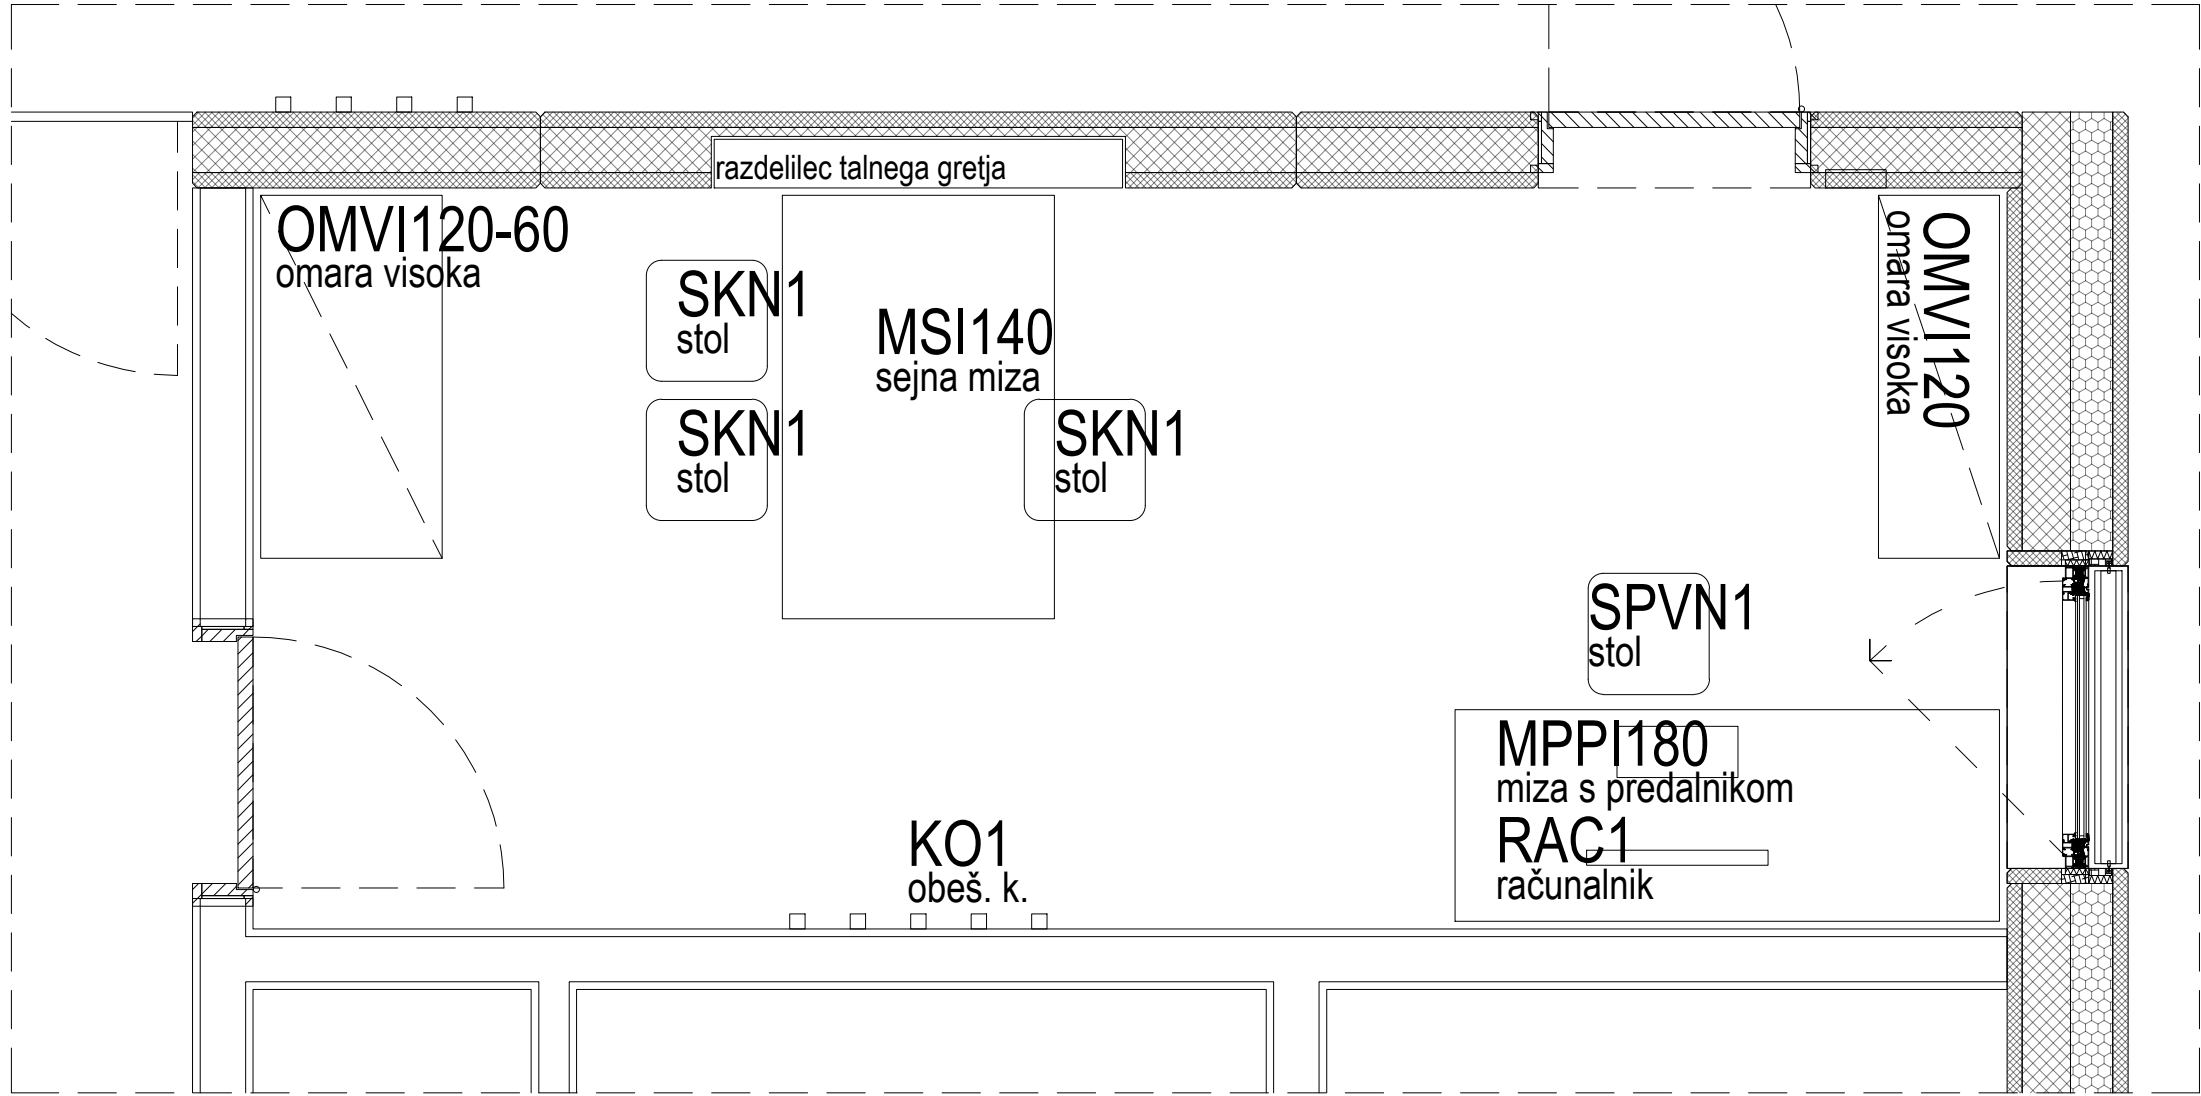 razdelilec talnega gretja
OMVI120-60
omara visoka
SKN1
stol
MSI140
sejna miza
OMVI120
omara visoka
SKN1
stol
SKN1
stol
SPVN1
stol
MPPI180
miza s predalnikom
RAC1
računalnik
KO1
obeš. k.